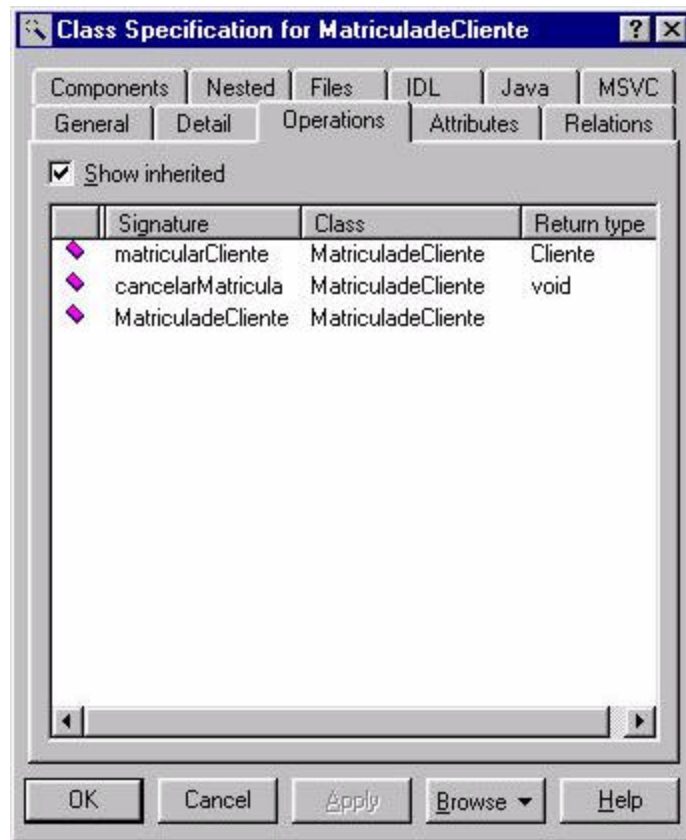 Class Specification for MatriculadeCliente
Components Nested Files IDL Java MSVC
General Detail Operations Attributes Relations
Show inherited
Signature Class Return type
matricularCliente MatriculadeCliente Cliente
cancelarMatricula MatriculadeCliente void
MatriculadeCliente MatriculadeCliente
OK Cancel Apply Browse Help